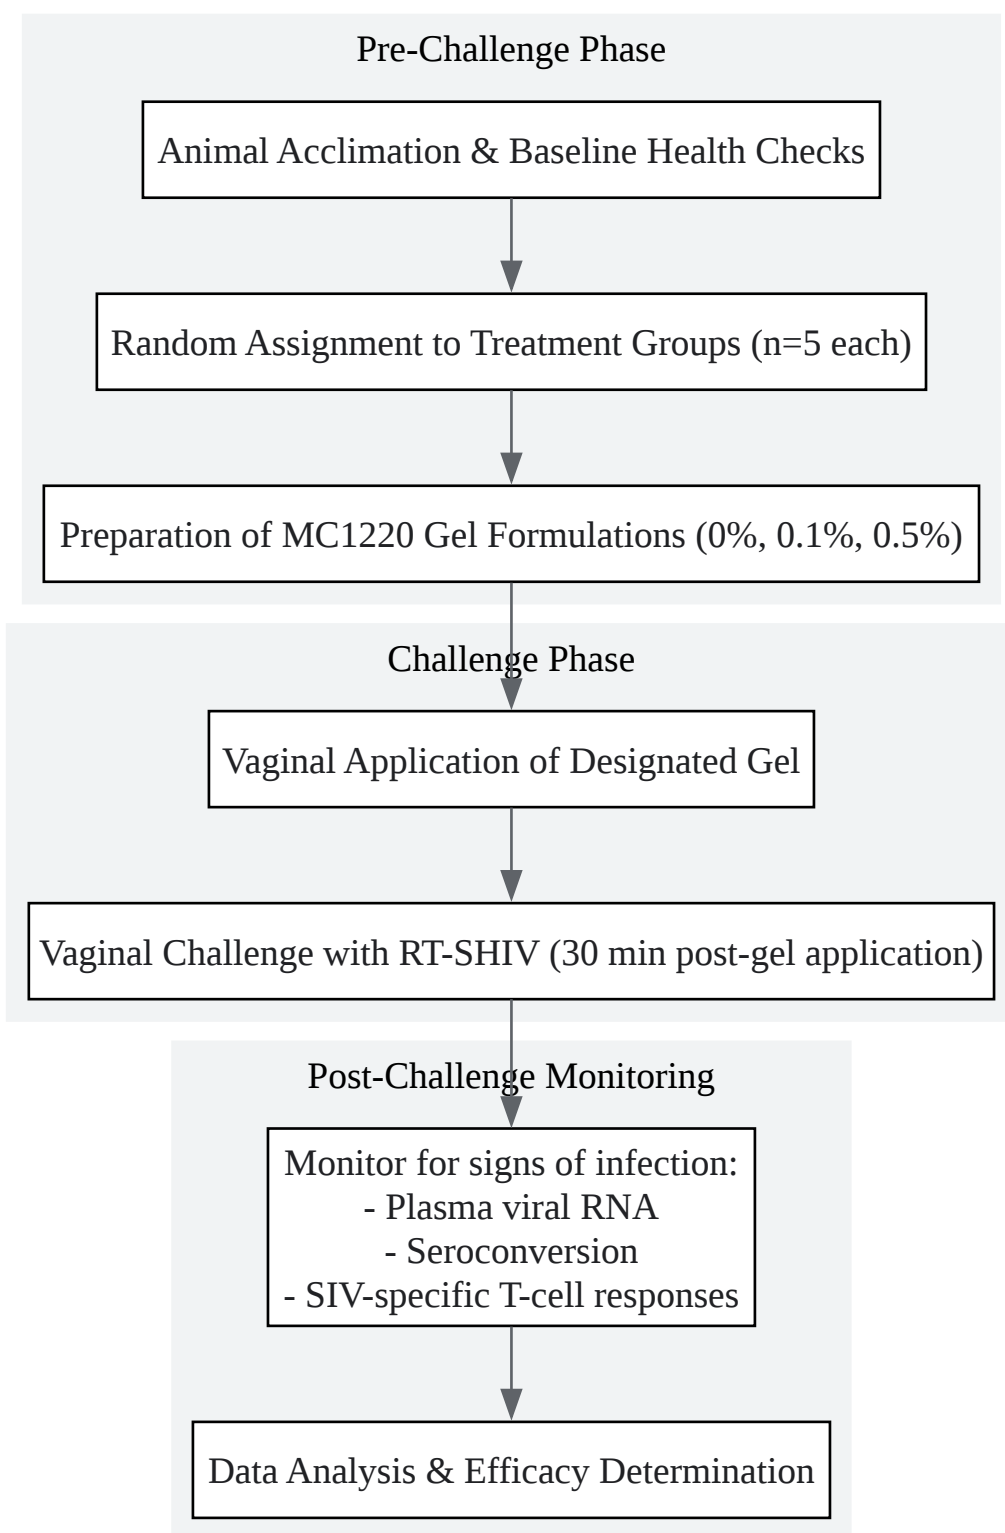 Pre-Challenge Phase
Animal Acclimation & Baseline Health Checks
Random Assignment to Treatment Groups (n=5 each)
Preparation of MC1220 Gel Formulations (0%, 0.1%, 0.5%)
Challenge Phase
Vaginal Application of Designated Gel
Vaginal Challenge with RT-SHIV (30 min post-gel application)
Post-Challenge Monitoring
Monitor for signs of infection:
- Plasma viral RNA
- Seroconversion
- SIV-specific T-cell responses
Data Analysis & Efficacy Determination